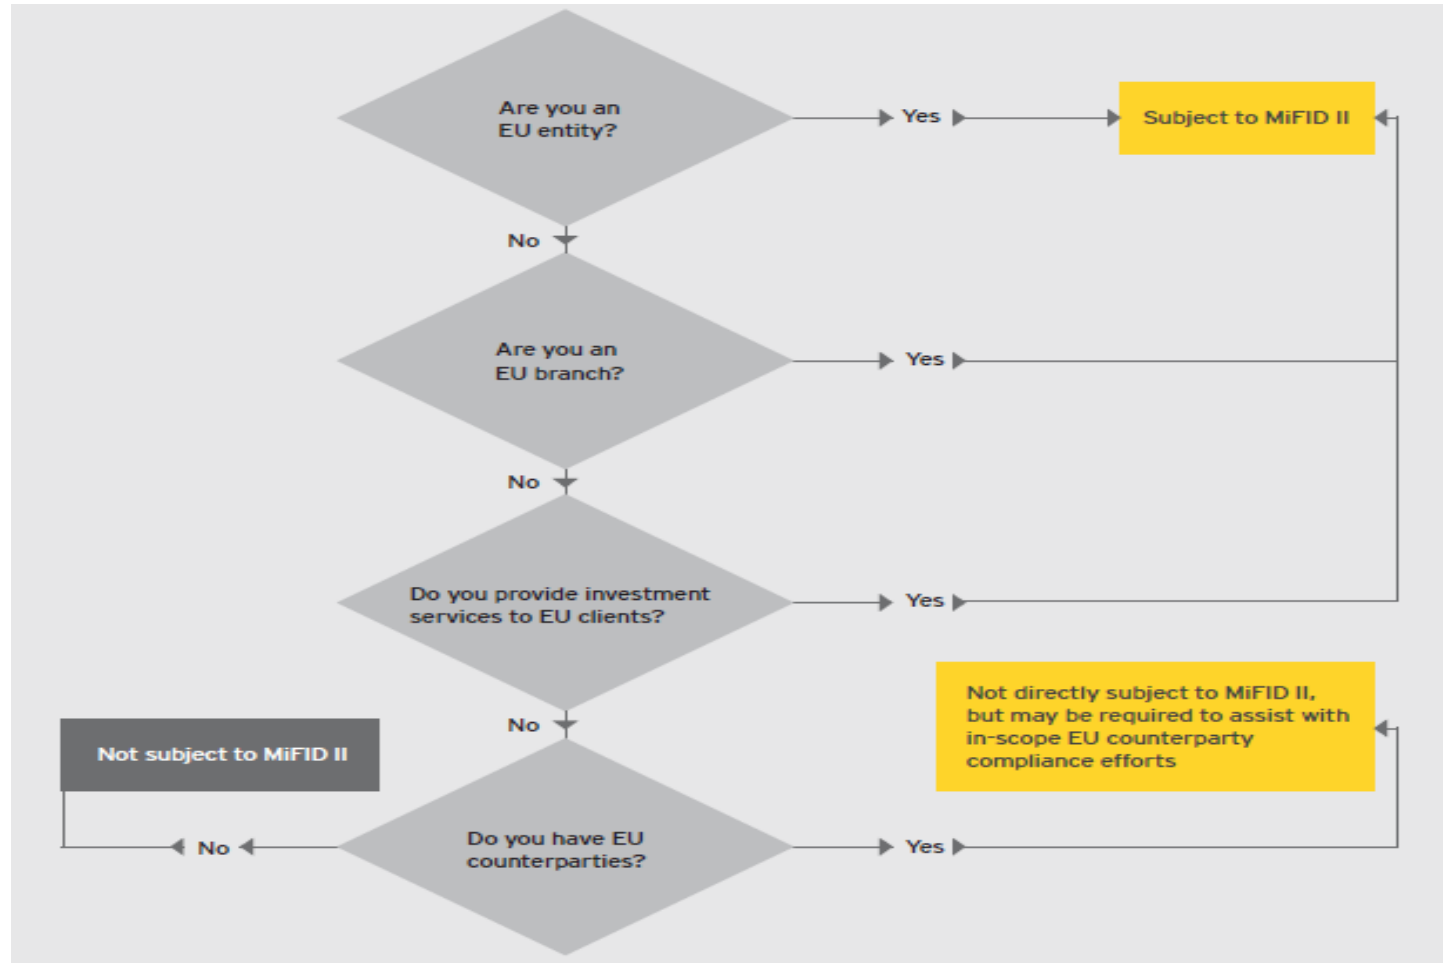 Are you an
EU entity?
Yes
Subject to MiFID II
No
Are you an
EU branch?
Yes
No
Do you provide investment
services to EU clients?
Yes
No
Not directly subject to MiFID II,
but may be required to assist with
in-scope EU counterparty
compliance efforts
Not subject to MiFID II
Do you have EU
counterparties?
No
Yes